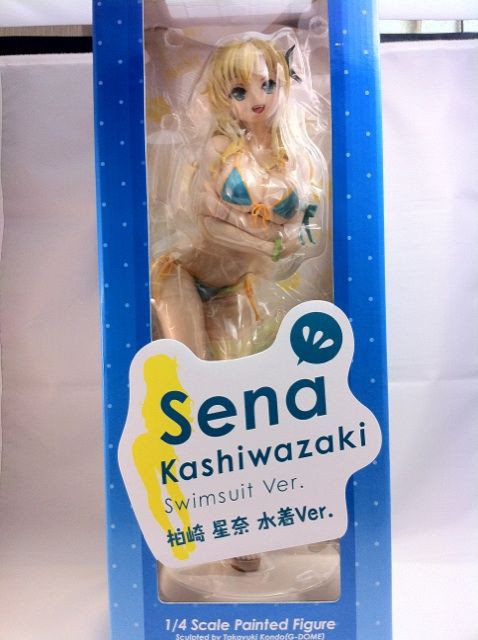 Sena
Kashiwazaki
Swimsuit Ver.
柏崎 星奈 水着Ver.
1/4 Scale Painted Figure
Sculpted by Takayuki Kondo(G-DOME)